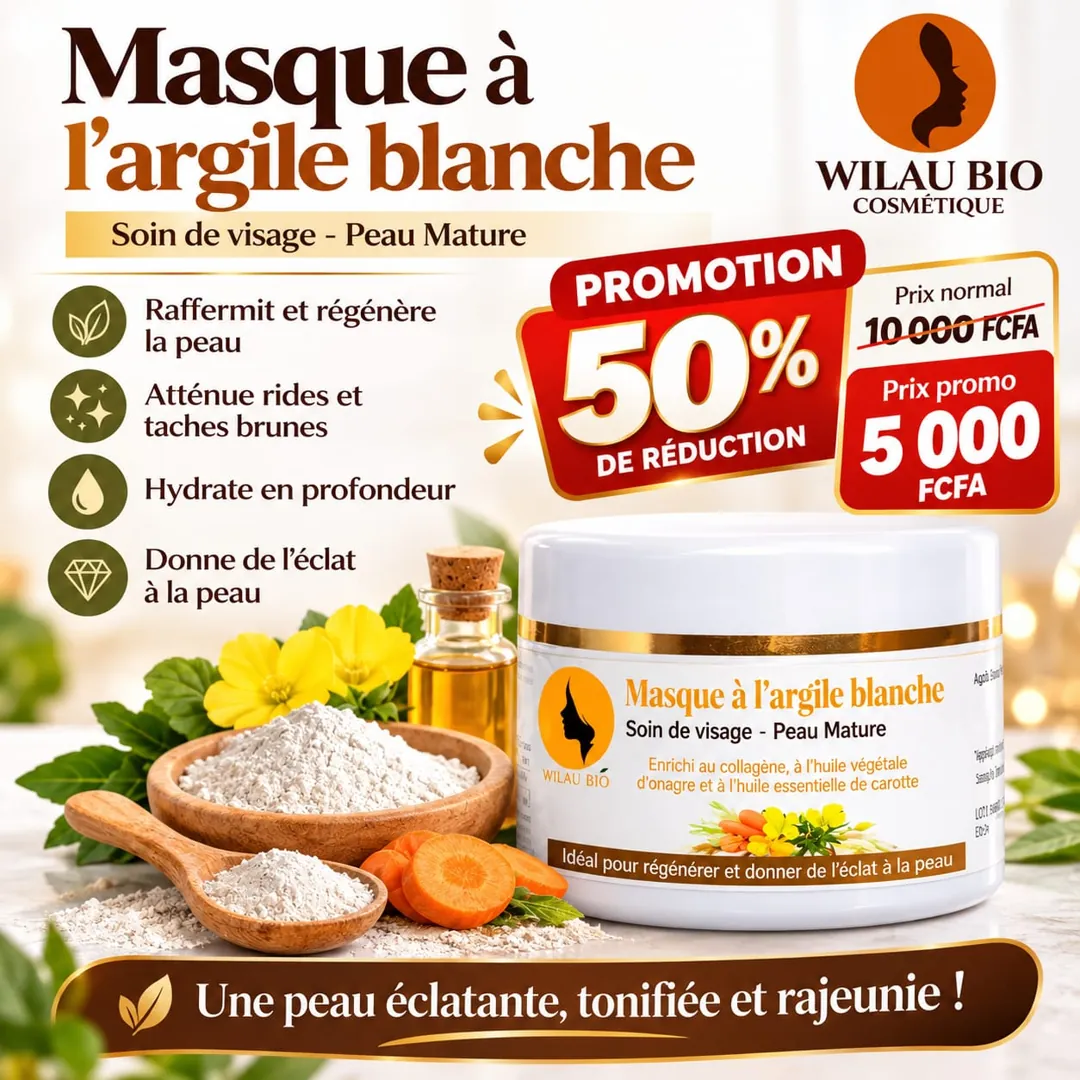 Masque à
l'argile blanche
Soin de visage - Peau Mature
WILAU BIO
COSMÉTIQUE
Raffermit et régénère
la peau
Atténue rides et
taches brunes
Hydrate en profondeur
Donne de l'éclat
à la peau
PROMOTION
50%
DE RÉDUCTION
Prix normal
10 000 FCFA
Prix promo
5 000
FCFA
Masque à l'argile blanche
Soin de visage - Peau Mature
Enrichi au collagène, à l'huile végétale
d'onagre et à l'huile essentielle de carotte
WILAU BIO
Idéal pour régénérer et donner de l'éclat à la peau
Une peau éclatante, tonifiée et rajeunie !